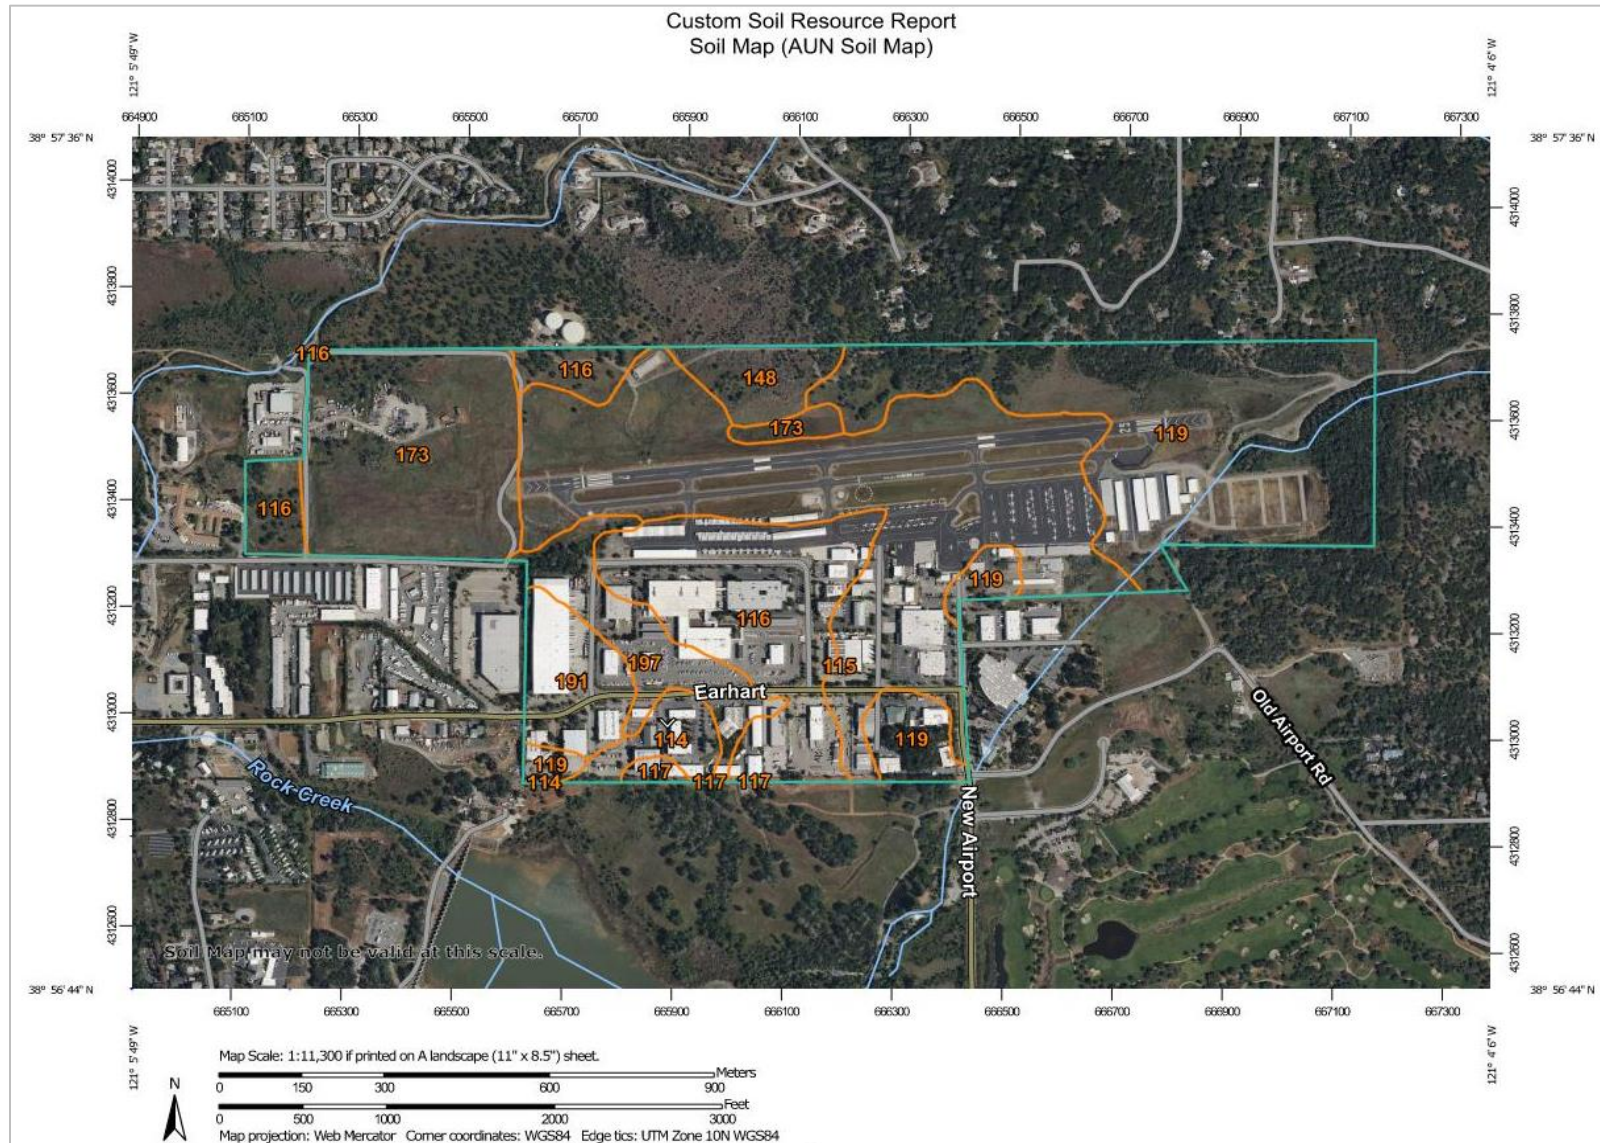 Custom Soil Resource Report
Soil Map (AUN Soil Map)
121° 5' 49" W
121° 4' 6" W
664900 665100 665300 665500 665700 665900 666100 666300 666500 666700 666900 667100 667300
38° 57' 36" N
38° 57' 36" N
4314000
4314000
4313800
4313800
4313600
4313600
4313400
4313400
4313200
4313200
4313000
4313000
4312800
4312800
4312600
4312600
116
116
148
173
25
119
173
116
119
116
197
115
191
Earhart
114
119
119
114
117
117
117
Old Airport Rd
New Airport
Rock Creek
Soil Map may not be valid at this scale.
38° 56' 44" N
38° 56' 44" N
665100 665300 665500 665700 665900 666100 666300 666500 666700 666900 667100 667300
121° 5' 49" W
121° 4' 6" W
Map Scale: 1:11,300 if printed on A landscape (11" x 8.5") sheet.
N
Meters
0 150 300 600 900
Feet
0 500 1000 2000 3000
Map projection: Web Mercator Corner coordinates: WGS84 Edge tics: UTM Zone 10N WGS84